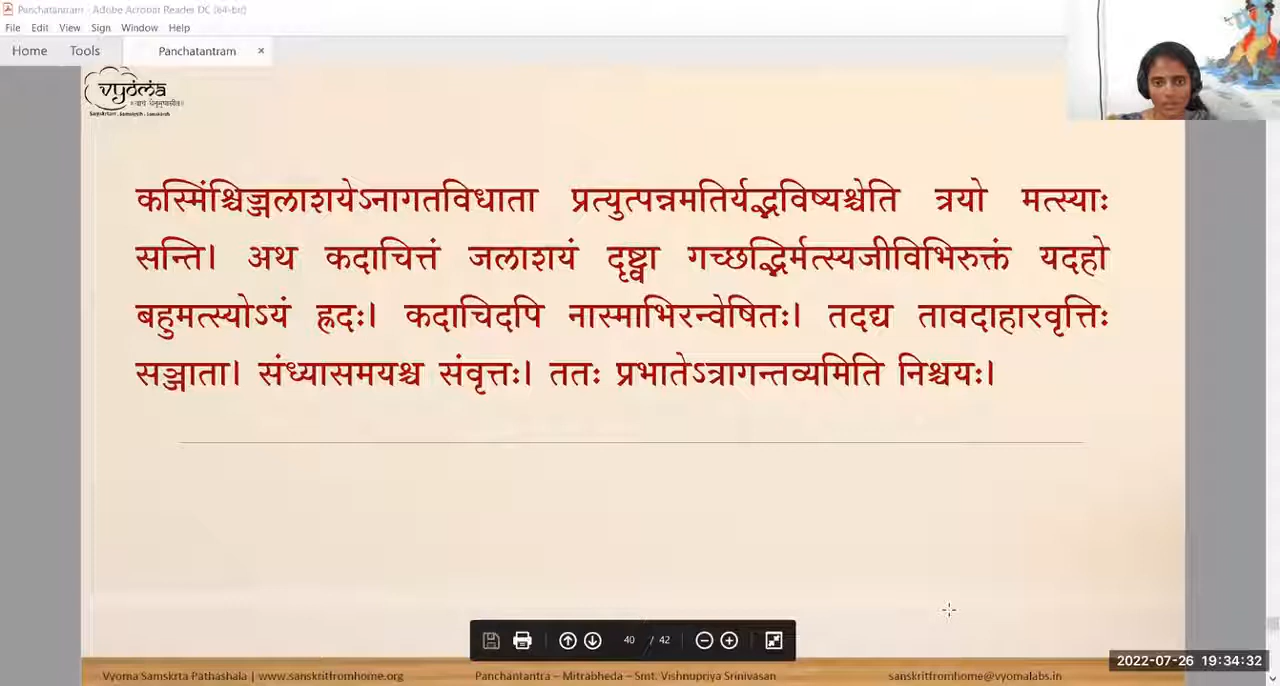 Panchatantram - Adobe Acrobat Reader DC (64-bit)
File Edit View Sign Window Help
Home Tools Panchatantram ×
vyoma
Samskrtam . Samskriti . Samskara
कस्मिंश्चिज्जलाशयेऽनागतविधाता प्रत्युत्पन्नमतिर्यद्भविष्यश्चेति त्रयो मत्स्याः
सन्ति। अथ कदाचित्तं जलाशयं दृष्ट्वा गच्छद्भिर्मत्स्यजीविभिरुक्तं यदहो
बहुमत्स्योऽयं ह्रदः। कदाचिदपि नास्माभिरन्वेषितः। तदद्य तावदाहारवृत्तिः
सञ्जाता। संध्यासमयश्च संवृत्तः। ततः प्रभातेऽत्रागन्तव्यमिति निश्चयः।
40 / 42
2022-07-26 19:34:32
Vyoma Samskrta Pathashala | www.sanskritfromhome.org Panchantantra – Mitrabheda – Smt. Vishnupriya Srinivasan sanskritfromhome@vyomalabs.in